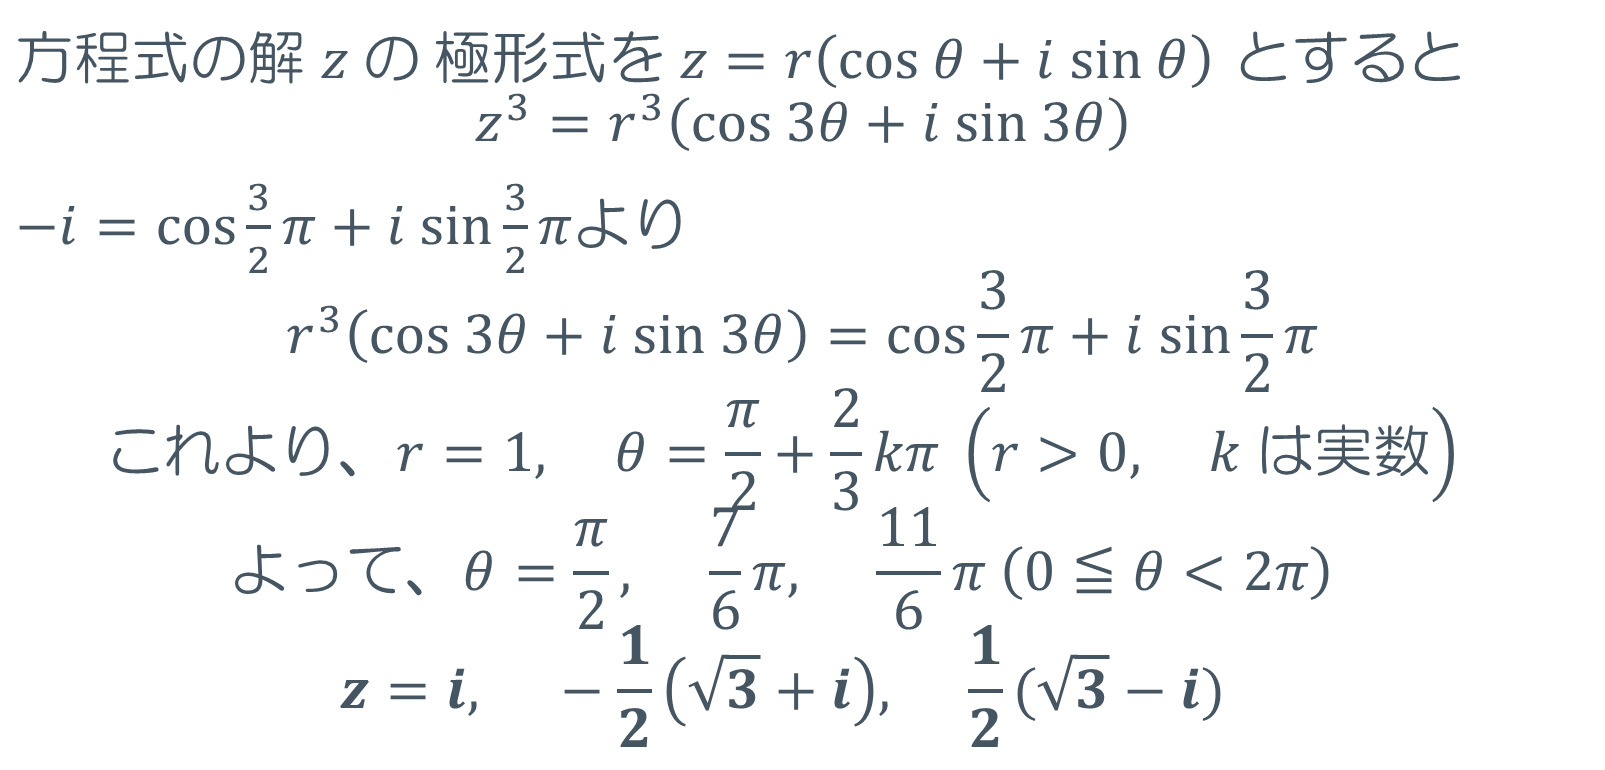 方程式の解 z の 極形式を z = r(cos θ + i sin θ) とすると
z³ = r³(cos 3θ + i sin 3θ)
−i = cos 3/2 π + i sin 3/2 π より
r³(cos 3θ + i sin 3θ) = cos 3/2 π + i sin 3/2 π
これより、r = 1, θ = π/2 + 2/3 kπ (r > 0, k は実数)
よって、θ = π/2, 7/6 π, 11/6 π (0 ≦ θ < 2π)
z = i, −1/2 (√3 + i), 1/2 (√3 − i)